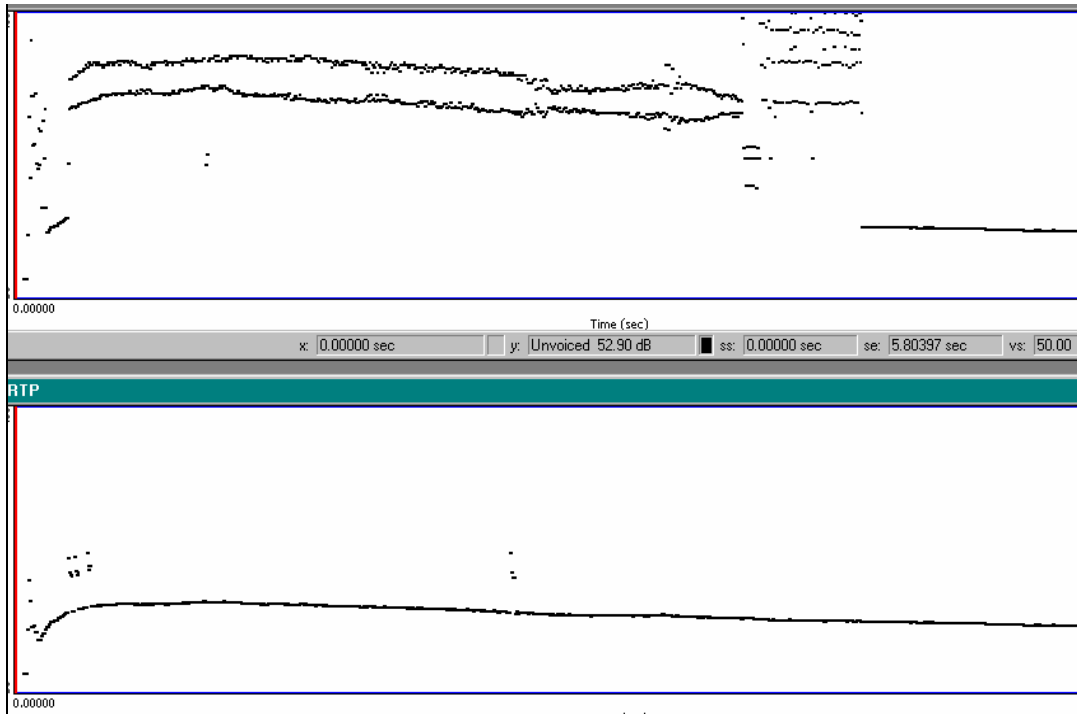 0.00000
Time (sec)
x: 0.00000 sec y: Unvoiced 52.90 dB ss: 0.00000 sec se: 5.80397 sec vs: 50.00
RTP
0.00000